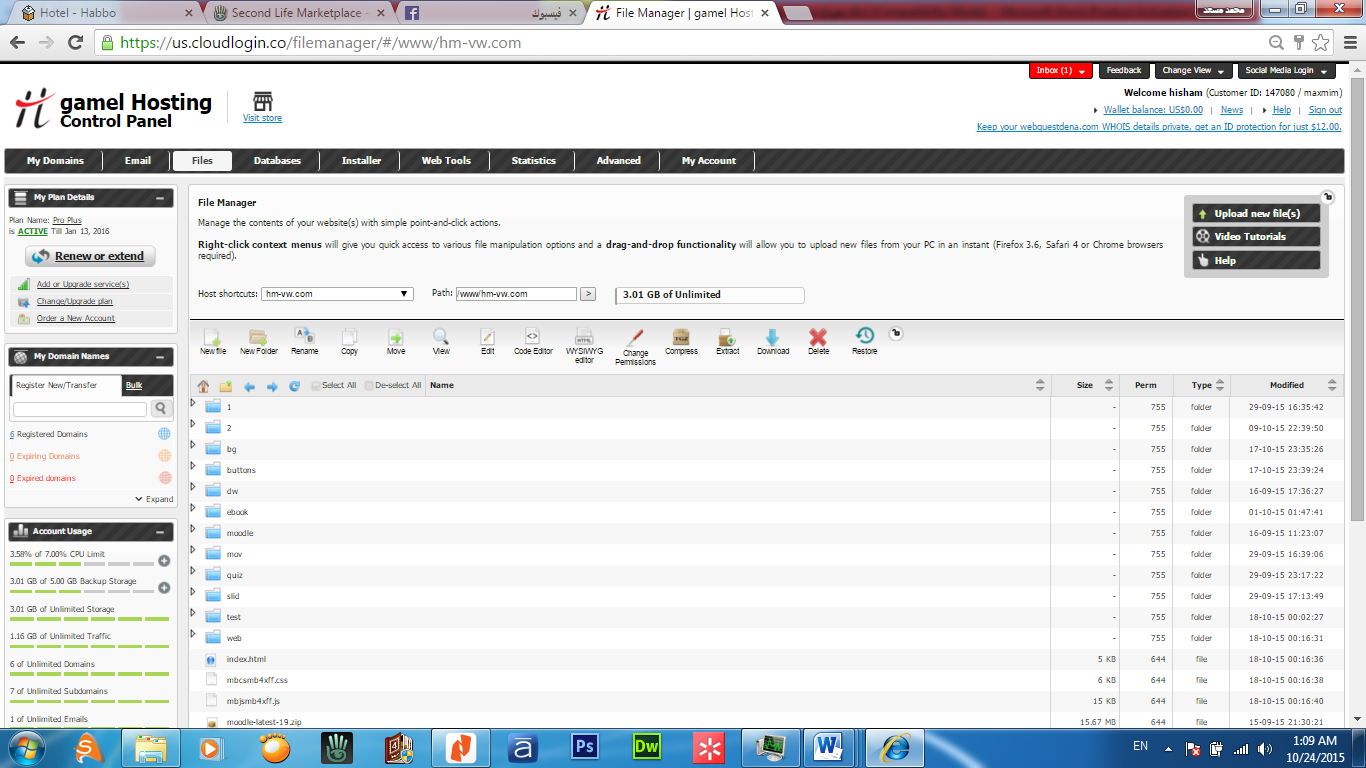 Hotel - Habbo
Second Life Marketplace -
فيسبوك
File Manager | gamel Host
محمد مسعد
https://us.cloudlogin.co/filemanager/#/www/hm-vw.com
Inbox (1)
Feedback
Change View
Social Media Login
gamel Hosting
Control Panel
Visit store
Welcome hisham (Customer ID: 147080 / maxmim)
Wallet balance: US$0.00 | News | Help | Sign out
Keep your webquestdena.com WHOIS details private, get an ID protection for just $12.00.
My Domains
Email
Files
Databases
Installer
Web Tools
Statistics
Advanced
My Account
My Plan Details
Plan Name: Pro Plus
is ACTIVE Till Jan 13, 2016
Renew or extend
Add or Upgrade service(s)
Change/Upgrade plan
Order a New Account
My Domain Names
Register New/Transfer
Bulk
6 Registered Domains
0 Expiring Domains
0 Expired domains
Expand
Account Usage
3.58% of 7.00% CPU Limit
3.01 GB of 5.00 GB Backup Storage
3.01 GB of Unlimited Storage
1.16 GB of Unlimited Traffic
6 of Unlimited Domains
7 of Unlimited Subdomains
1 of Unlimited Emails
File Manager
Manage the contents of your website(s) with simple point-and-click actions.
Right-click context menus will give you quick access to various file manipulation options and a drag-and-drop functionality will allow you to upload new files from your PC in an instant (Firefox 3.6, Safari 4 or Chrome browsers
required).
Upload new file(s)
Video Tutorials
Help
Host shortcuts: hm-vw.com
Path: /www/hm-vw.com >
3.01 GB of Unlimited
New file
New Folder
Rename
Copy
Move
View
Edit
Code Editor
WYSIWYG
editor
Change
Permissions
Compress
Extract
Download
Delete
Restore
Select All De-select All Name Size Perm Type Modified
1 - 755 folder 29-09-15 16:35:42
2 - 755 folder 09-10-15 22:39:50
bg - 755 folder 17-10-15 23:35:26
buttons - 755 folder 17-10-15 23:39:24
dw - 755 folder 16-09-15 17:36:27
ebook - 755 folder 01-10-15 01:47:41
moodle - 755 folder 16-09-15 11:23:07
mov - 755 folder 29-09-15 16:39:06
quiz - 755 folder 29-09-15 23:17:22
slid - 755 folder 29-09-15 17:13:49
test - 755 folder 18-10-15 00:02:27
web - 755 folder 18-10-15 00:16:31
index.html 5 KB 644 file 18-10-15 00:16:36
mbcsmb4xff.css 6 KB 644 file 18-10-15 00:16:38
mbjsmb4xff.js 15 KB 644 file 18-10-15 00:16:40
moodle-latest-19.zip 15.67 MB 644 file 15-09-15 21:30:21
Ps
Dw
EN
1:09 AM
10/24/2015